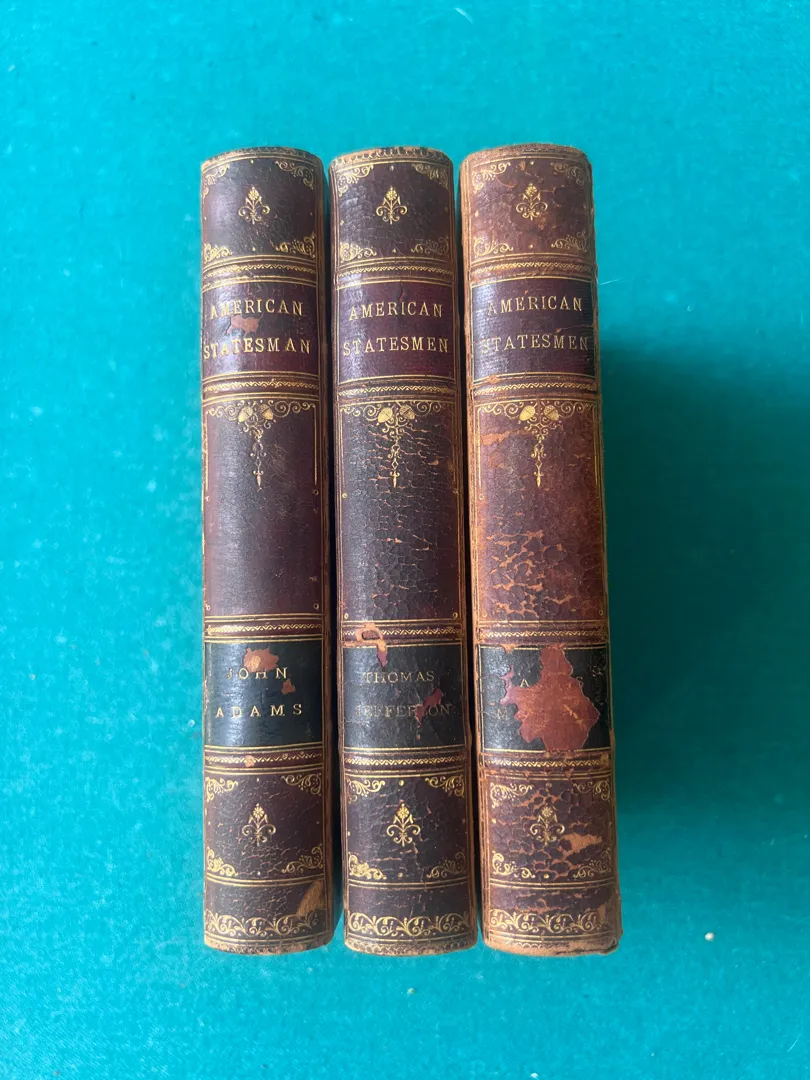 AMERICAN
STATESMAN
JOHN
ADAMS
AMERICAN
STATESMEN
THOMAS
JEFFERSON
AMERICAN
STATESMEN